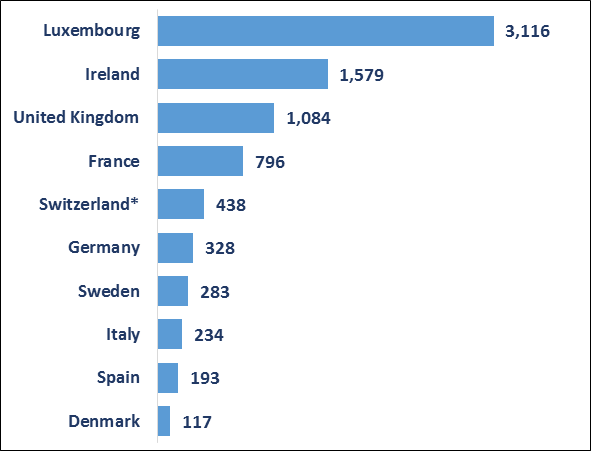 Luxembourg 3,116
Ireland 1,579
United Kingdom 1,084
France 796
Switzerland* 438
Germany 328
Sweden 283
Italy 234
Spain 193
Denmark 117